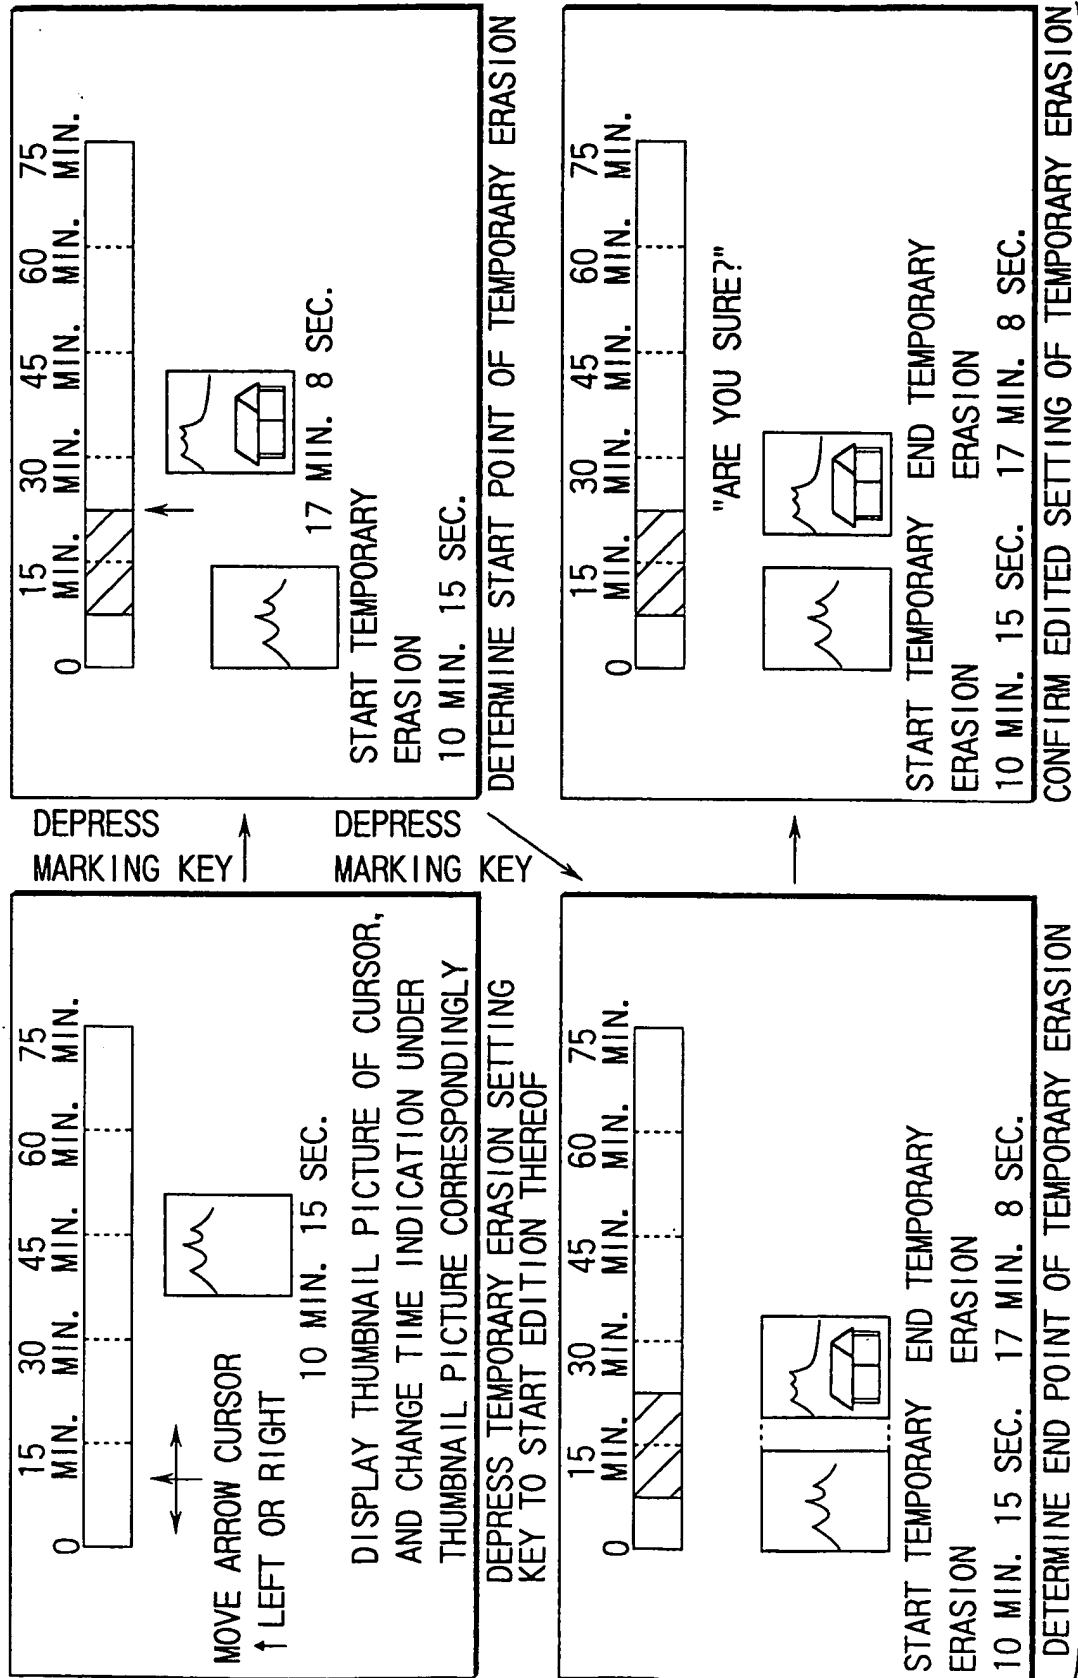 0
15
MIN.
30
MIN.
45
MIN.
60
MIN.
75
MIN.
MOVE ARROW CURSOR
↑ LEFT OR RIGHT
10 MIN. 15 SEC.
DISPLAY THUMBNAIL PICTURE OF CURSOR,
AND CHANGE TIME INDICATION UNDER
THUMBNAIL PICTURE CORRESPONDINGLY
DEPRESS TEMPORARY ERASION SETTING
KEY TO START EDITION THEREOF
DEPRESS
MARKING KEY
0
15
MIN.
30
MIN.
45
MIN.
60
MIN.
75
MIN.
17 MIN. 8 SEC.
START TEMPORARY
ERASION
10 MIN. 15 SEC.
DETERMINE START POINT OF TEMPORARY ERASION
DEPRESS
MARKING KEY
0
15
MIN.
30
MIN.
45
MIN.
60
MIN.
75
MIN.
START TEMPORARY END TEMPORARY
ERASION ERASION
10 MIN. 15 SEC. 17 MIN. 8 SEC.
DETERMINE END POINT OF TEMPORARY ERASION
0
15
MIN.
30
MIN.
45
MIN.
60
MIN.
75
MIN.
"ARE YOU SURE?"
START TEMPORARY END TEMPORARY
ERASION ERASION
10 MIN. 15 SEC. 17 MIN. 8 SEC.
CONFIRM EDITED SETTING OF TEMPORARY ERASION